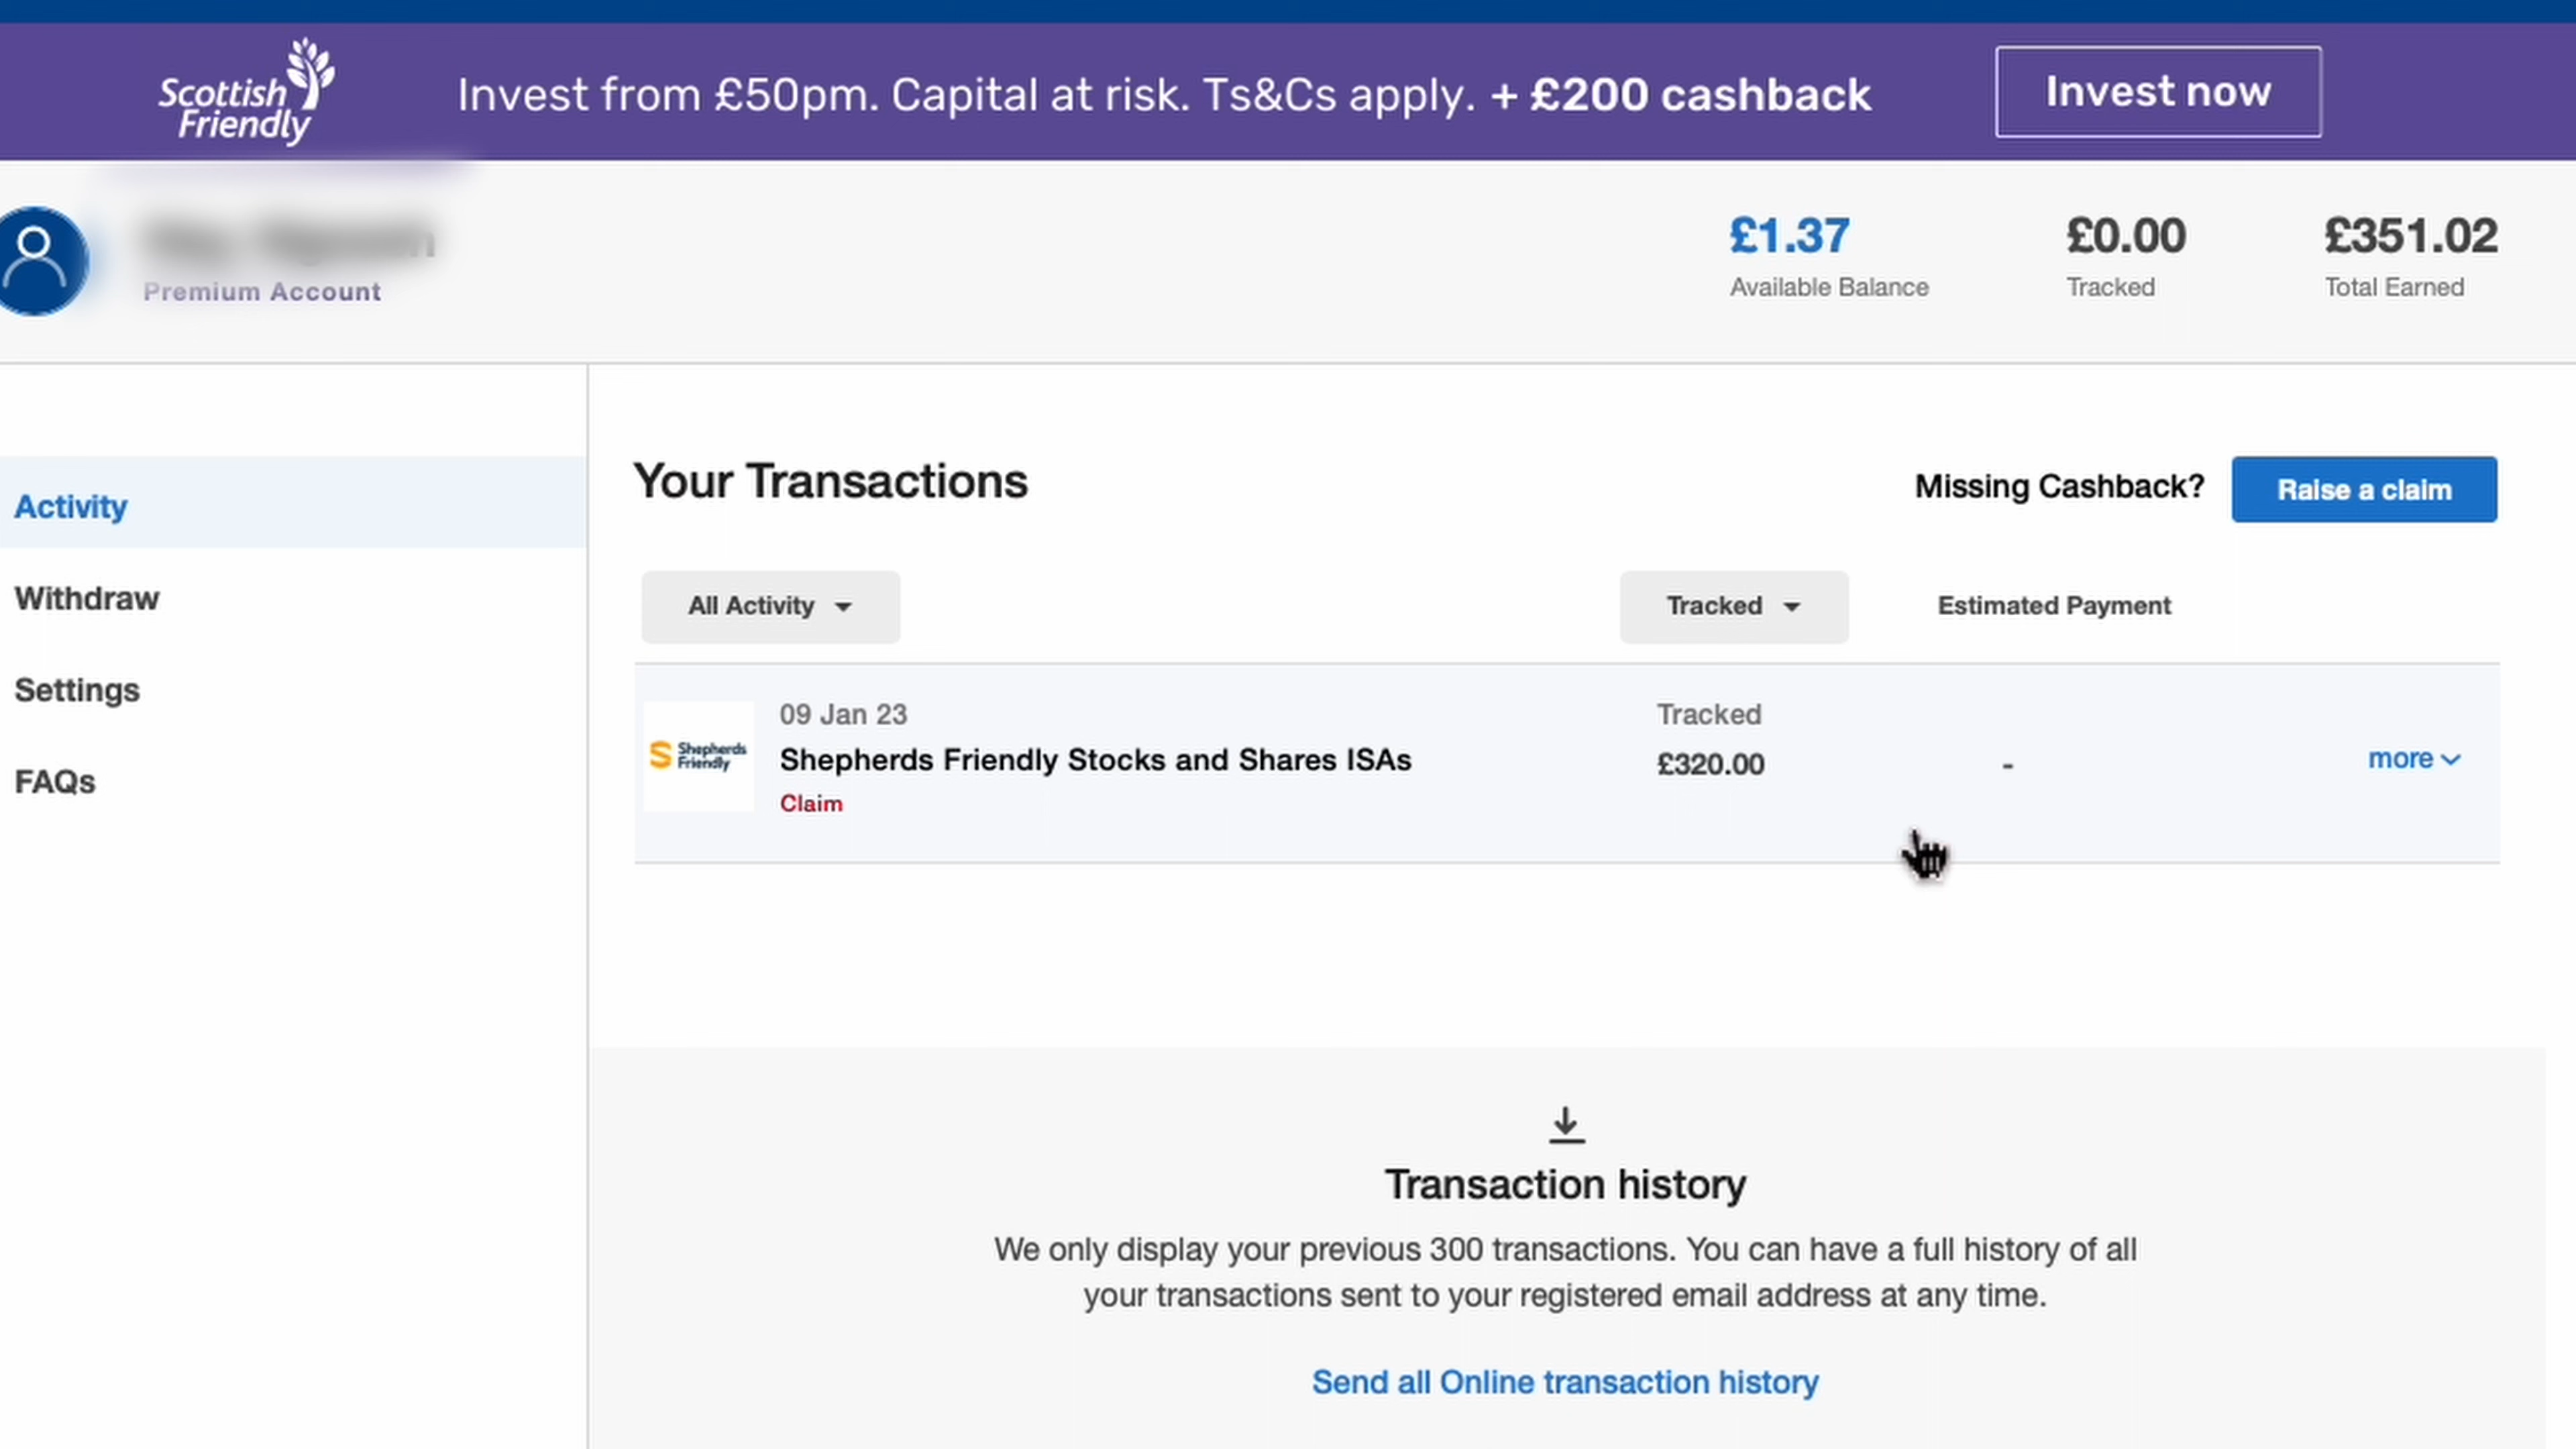 Scottish
Friendly
Invest from £50pm. Capital at risk. Ts&Cs apply. + £200 cashback
Invest now
Premium Account
£1.37
Available Balance
£0.00
Tracked
£351.02
Total Earned
Activity
Withdraw
Settings
FAQs
Your Transactions
Missing Cashback?
Raise a claim
All Activity
Tracked
Estimated Payment
Shepherds
Friendly
09 Jan 23
Shepherds Friendly Stocks and Shares ISAs
Claim
Tracked
£320.00
-
more
Transaction history
We only display your previous 300 transactions. You can have a full history of all
your transactions sent to your registered email address at any time.
Send all Online transaction history